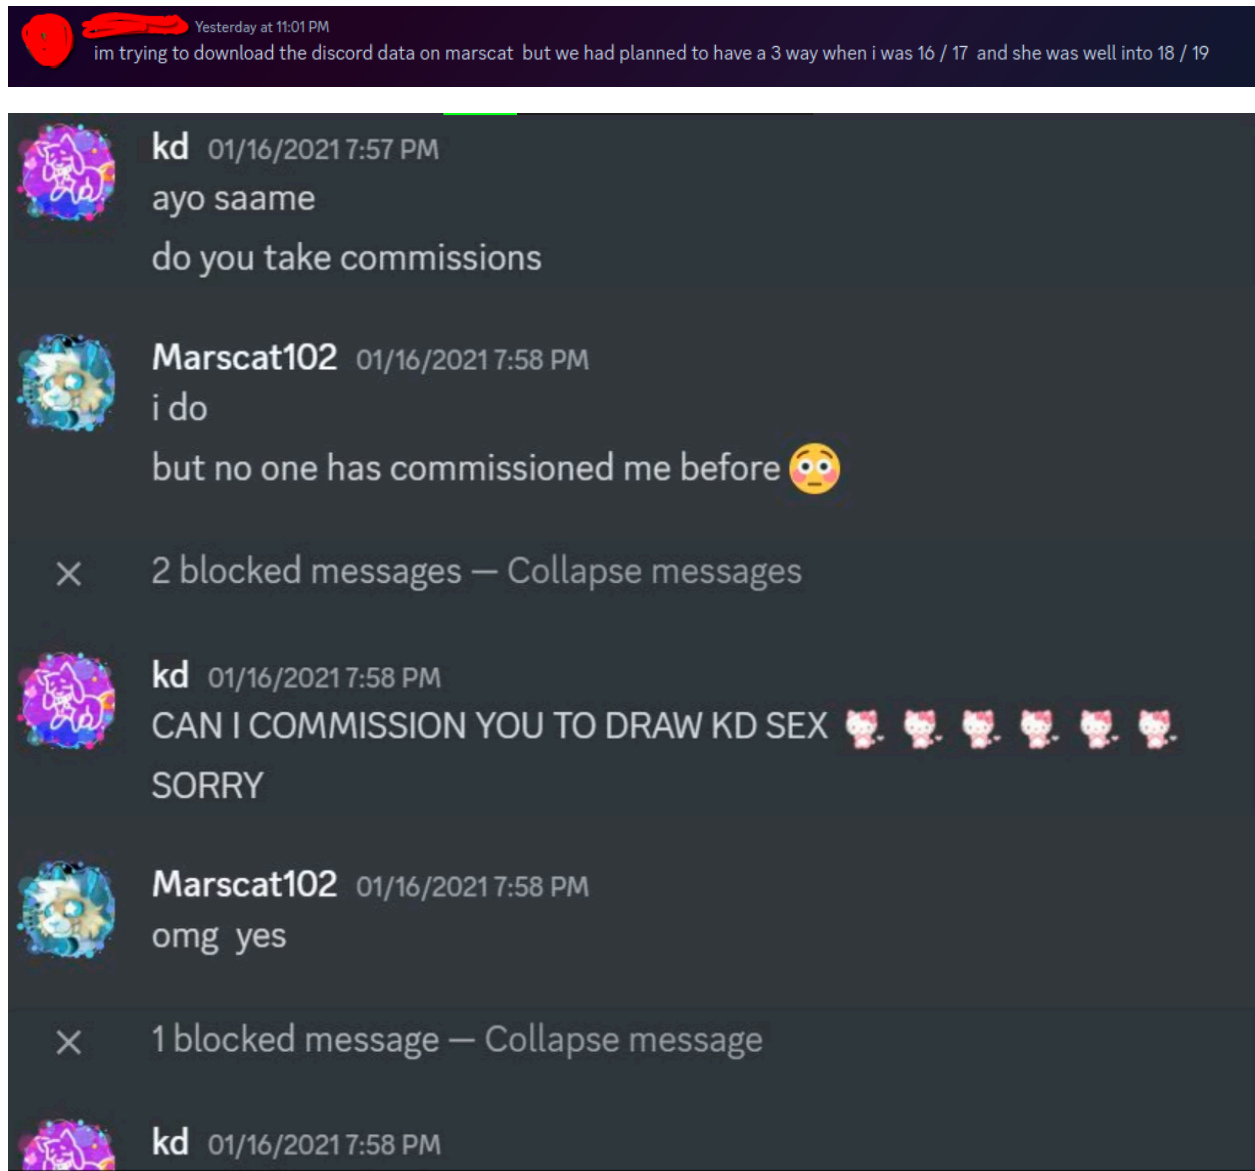 Yesterday at 11:01 PM
im trying to download the discord data on marscat but we had planned to have a 3 way when i was 16 / 17 and she was well into 18 / 19
kd 01/16/2021 7:57 PM
ayo saame
do you take commissions
Marscat102 01/16/2021 7:58 PM
i do
but no one has commissioned me before
2 blocked messages — Collapse messages
kd 01/16/2021 7:58 PM
CAN I COMMISSION YOU TO DRAW KD SEX
SORRY
Marscat102 01/16/2021 7:58 PM
omg yes
1 blocked message — Collapse message
kd 01/16/2021 7:58 PM